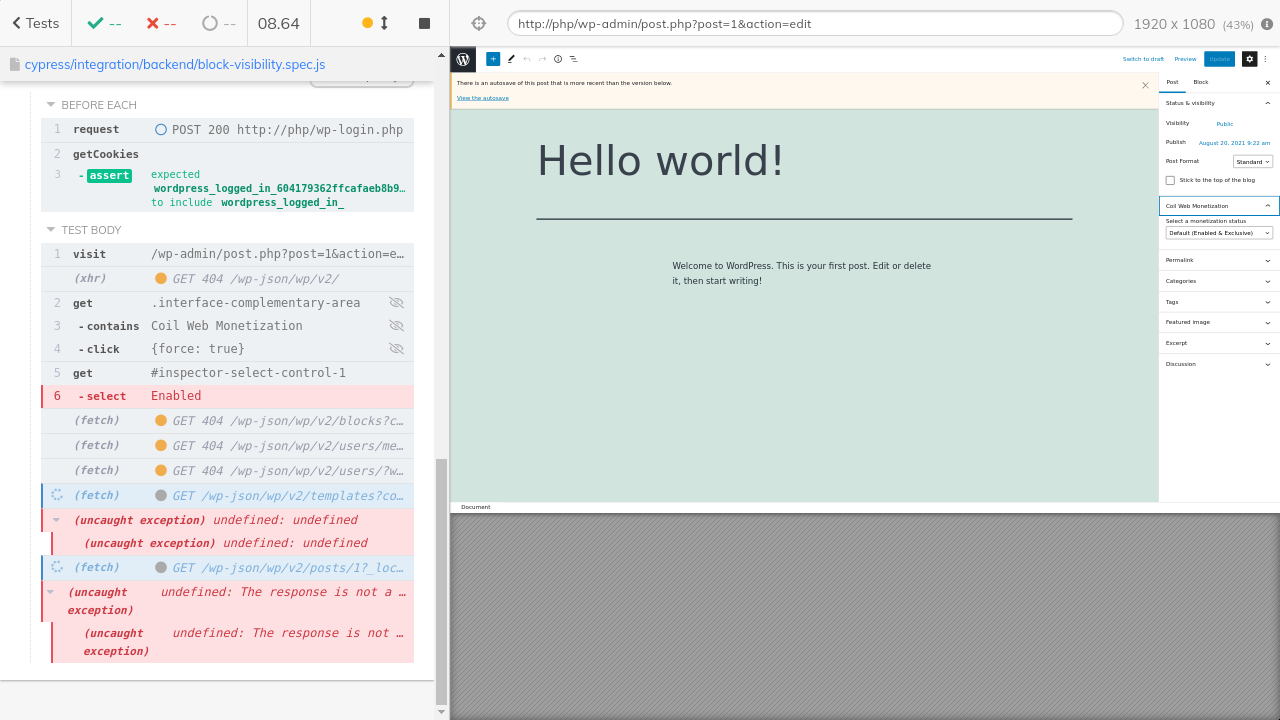 Tests
--
--
--
08.64
http://php/wp-admin/post.php?post=1&action=edit
1920 x 1080 (43%)
cypress/integration/backend/block-visibility.spec.js
BEFORE EACH
1 request POST 200 http://php/wp-login.php
2 getCookies
3 -assert expected
wordpress_logged_in_604179362ffcafaeb8b9…
to include wordpress_logged_in_
TEST BODY
1 visit /wp-admin/post.php?post=1&action=e…
(xhr) GET 404 /wp-json/wp/v2/
2 get .interface-complementary-area
3 -contains Coil Web Monetization
4 -click {force: true}
5 get #inspector-select-control-1
6 -select Enabled
(fetch) GET 404 /wp-json/wp/v2/blocks?c…
(fetch) GET 404 /wp-json/wp/v2/users/me…
(fetch) GET 404 /wp-json/wp/v2/users/?w…
(fetch) GET /wp-json/wp/v2/templates?co…
(uncaught exception) undefined: undefined
(uncaught exception) undefined: undefined
(fetch) GET /wp-json/wp/v2/posts/1?_loc…
(uncaught exception) undefined: The response is not a …
(uncaught exception) undefined: The response is not …
Switch to draft Preview Update
There is an autosave of this post that is more recent than the version below.
View the autosave
Hello world!
Welcome to WordPress. This is your first post. Edit or delete
it, then start writing!
Document
Post Block
Status & visibility
Visibility Public
Publish August 20, 2021 9:22 am
Post Format Standard
Stick to the top of the blog
Coil Web Monetization
Select a monetization status
Default (Enabled & Exclusive)
Permalink
Categories
Tags
Featured image
Excerpt
Discussion